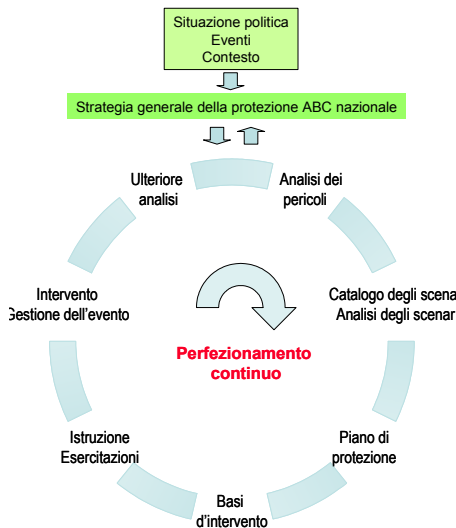 Situazione politica
Eventi
Contesto
Strategia generale della protezione ABC nazionale
Ulteriore
analisi
Analisi dei
pericoli
Intervento
Gestione dell'evento
Catalogo degli scena
Analisi degli scenar
Perfezionamento
continuo
Istruzione
Esercitazioni
Piano di
protezione
Basi
d'intervento